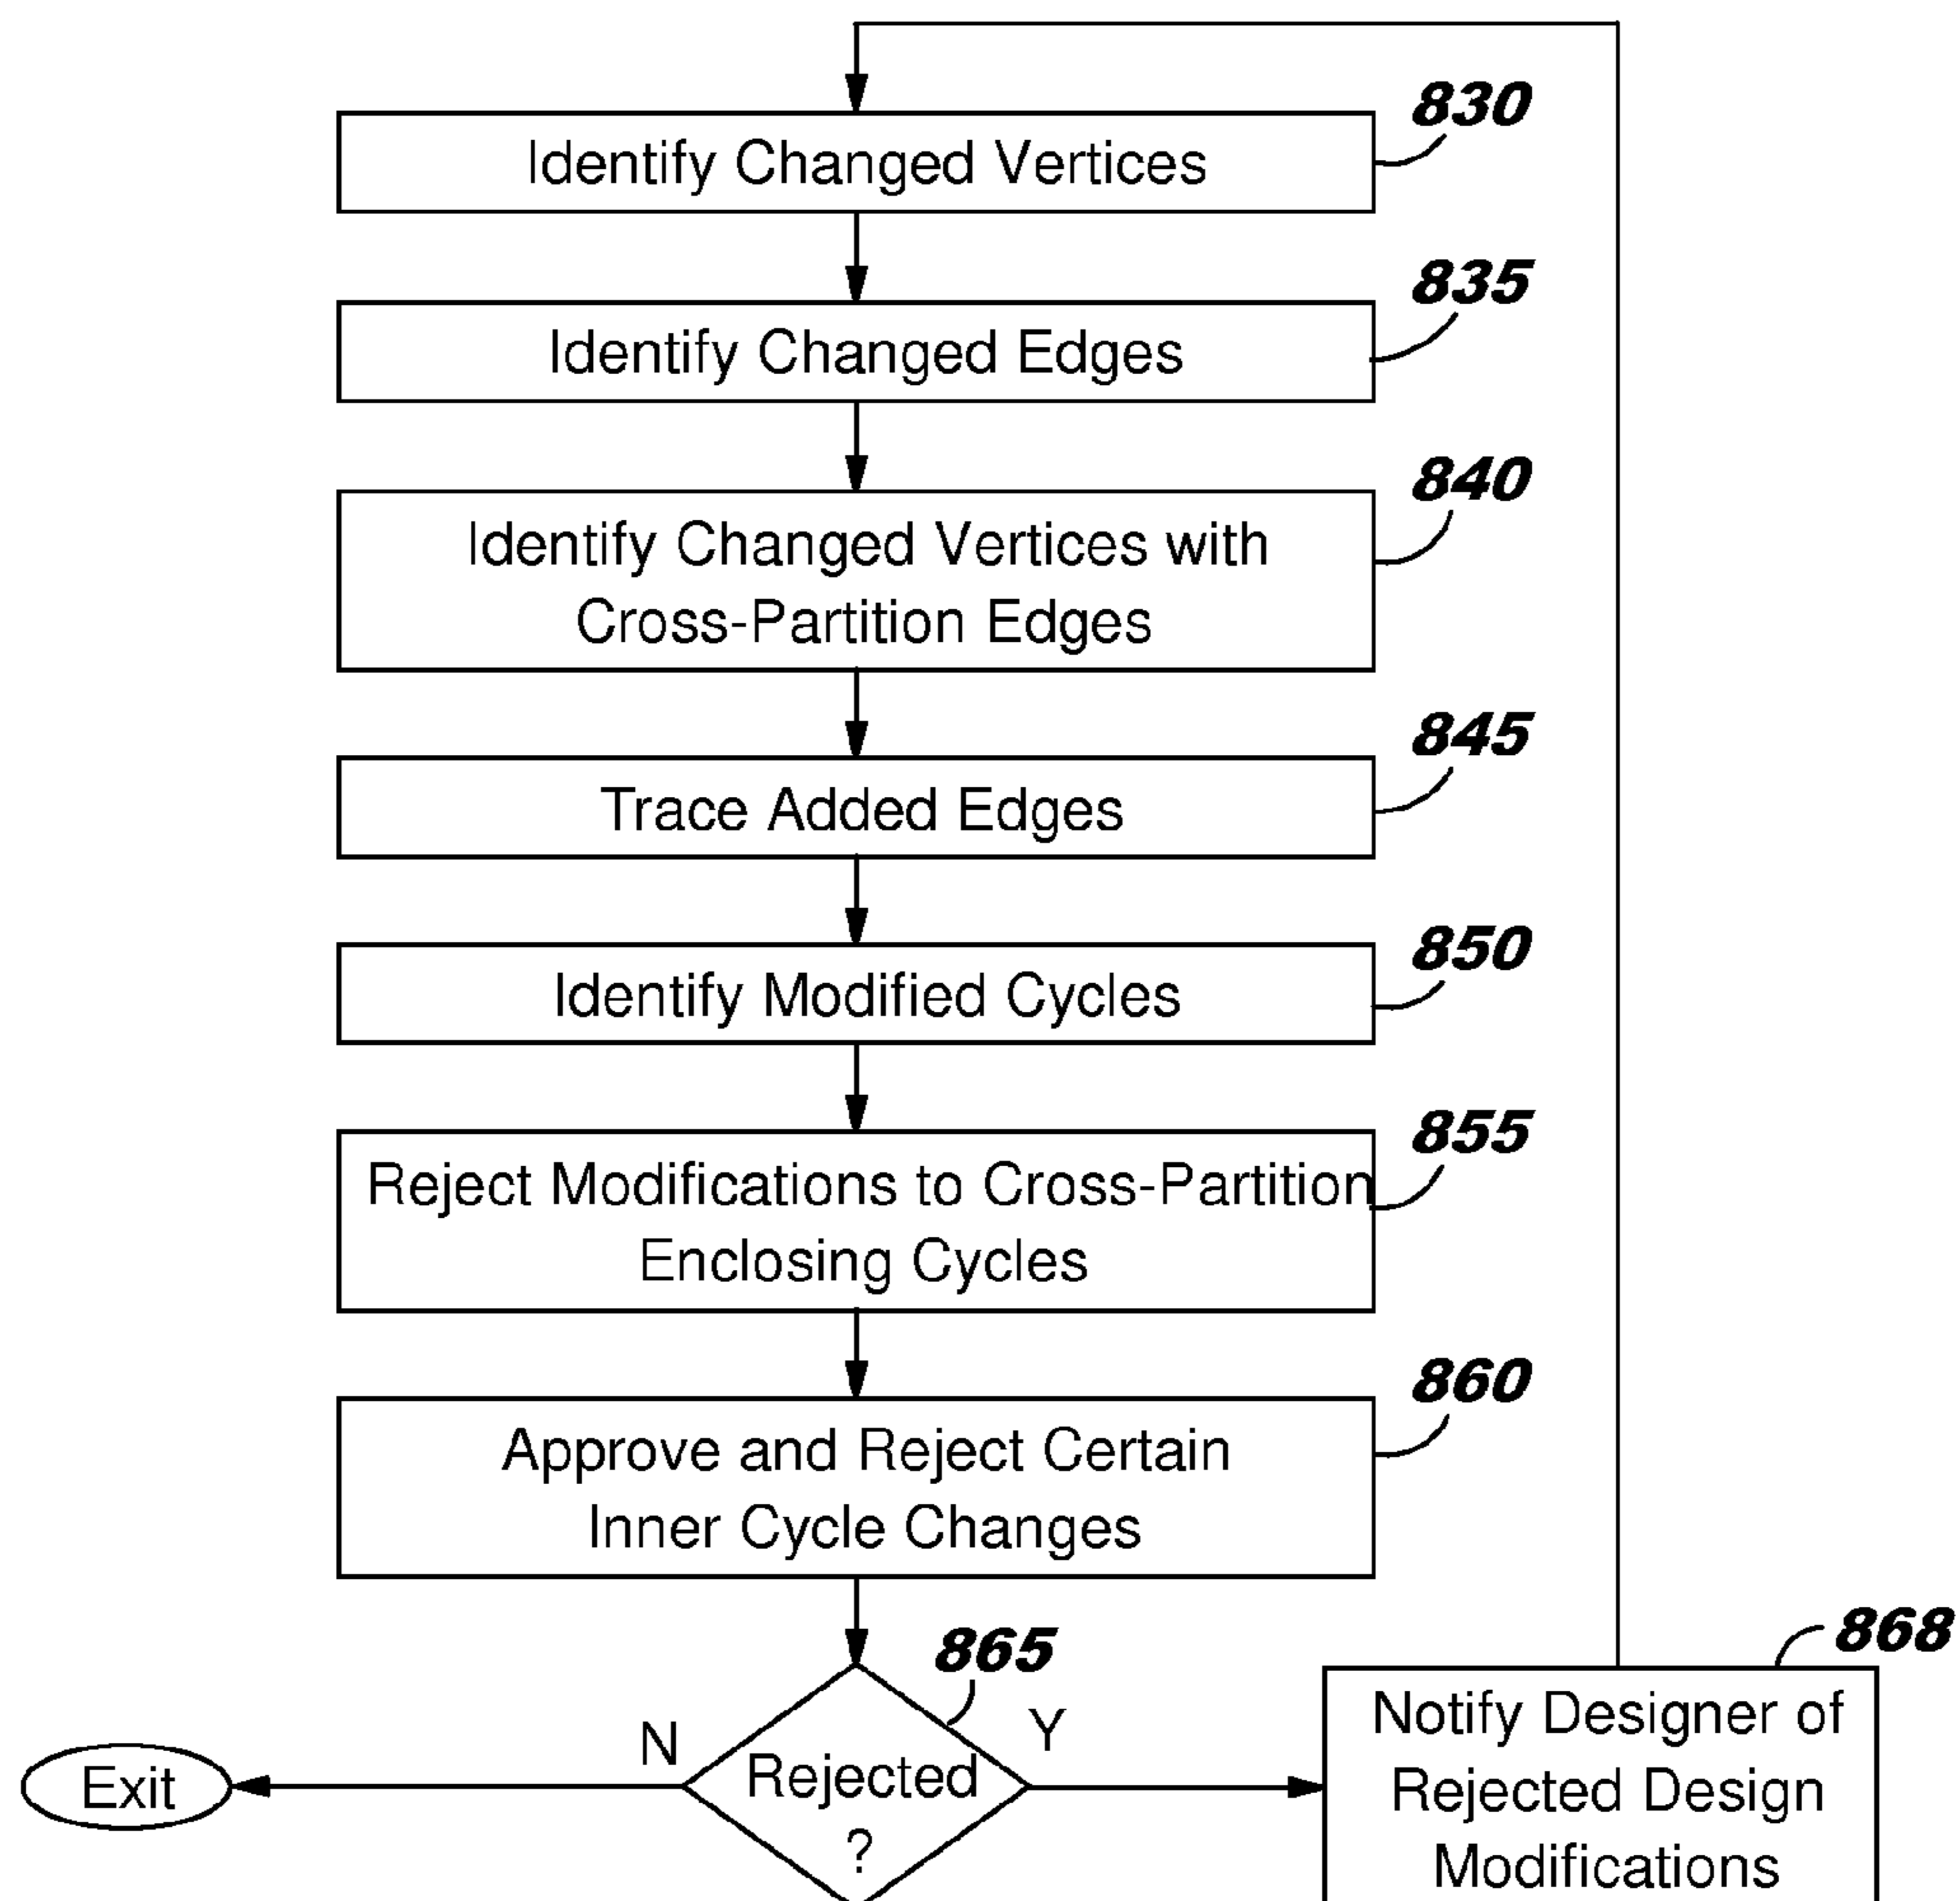 830
Identify Changed Vertices
835
Identify Changed Edges
840
Identify Changed Vertices with
Cross-Partition Edges
845
Trace Added Edges
850
Identify Modified Cycles
855
Reject Modifications to Cross-Partition
Enclosing Cycles
860
Approve and Reject Certain
Inner Cycle Changes
865
868
N
Y
Exit
Rejected
?
Notify Designer of
Rejected Design
Modifications